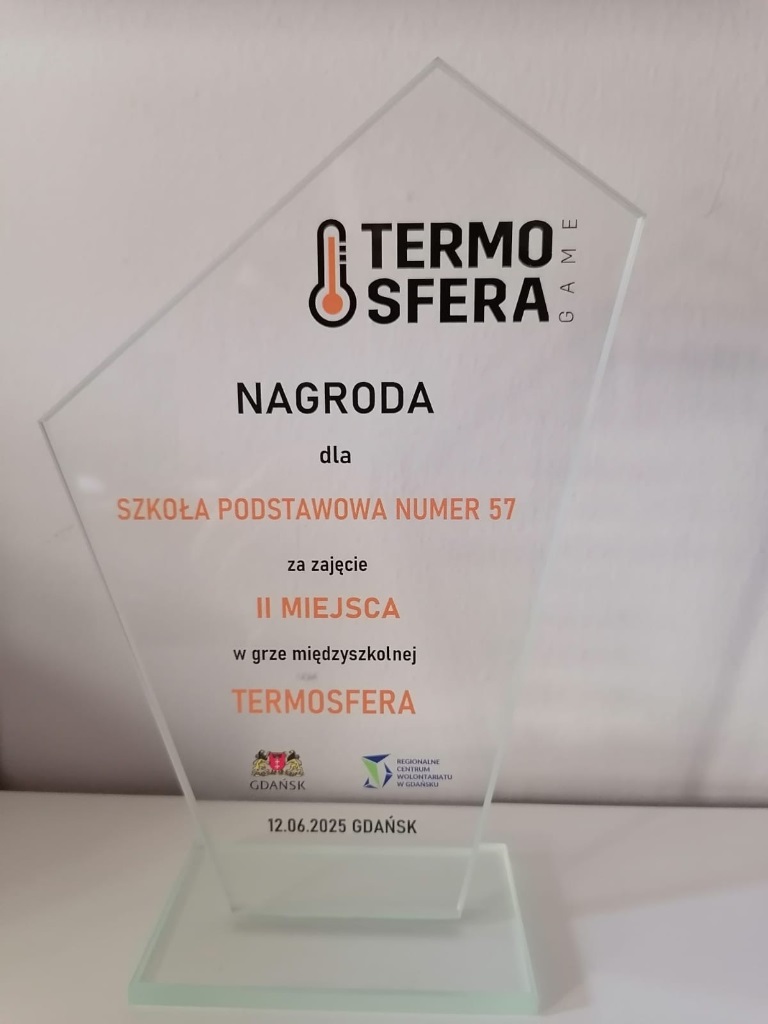 TERMO
SFERA
GAME
NAGRODA
dla
SZKOŁA PODSTAWOWA NUMER 57
za zajęcie
II MIEJSCA
w grze międzyszkolnej
TERMOSFERA
GDAŃSK
REGIONALNE
CENTRUM
WOLONTARIATU
W GDAŃSKU
12.06.2025 GDAŃSK